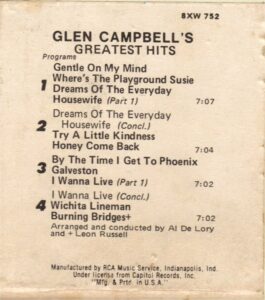 8XW 752
GLEN CAMPBELL'S
GREATEST HITS
Programs
Gentle On My Mind
1 Where's The Playground Susie
Dreams Of The Everyday
Housewife (Part 1) 7:07
Dreams Of The Everyday
2 Housewife (Concl.)
Try A Little Kindness
Honey Come Back 7:04
By The Time I Get To Phoenix
3 Galveston
I Wanna Live (Part 1) 7:02
I Wanna Live (Concl.)
4 Wichita Lineman
Burning Bridges+ 7:02
Arranged and conducted by Al De Lory
and + Leon Russell
Manufactured by RCA Music Service, Indianapolis, Ind.
Under license from Capitol Records, Inc.
"Mfg. & Prtd. in U.S.A."